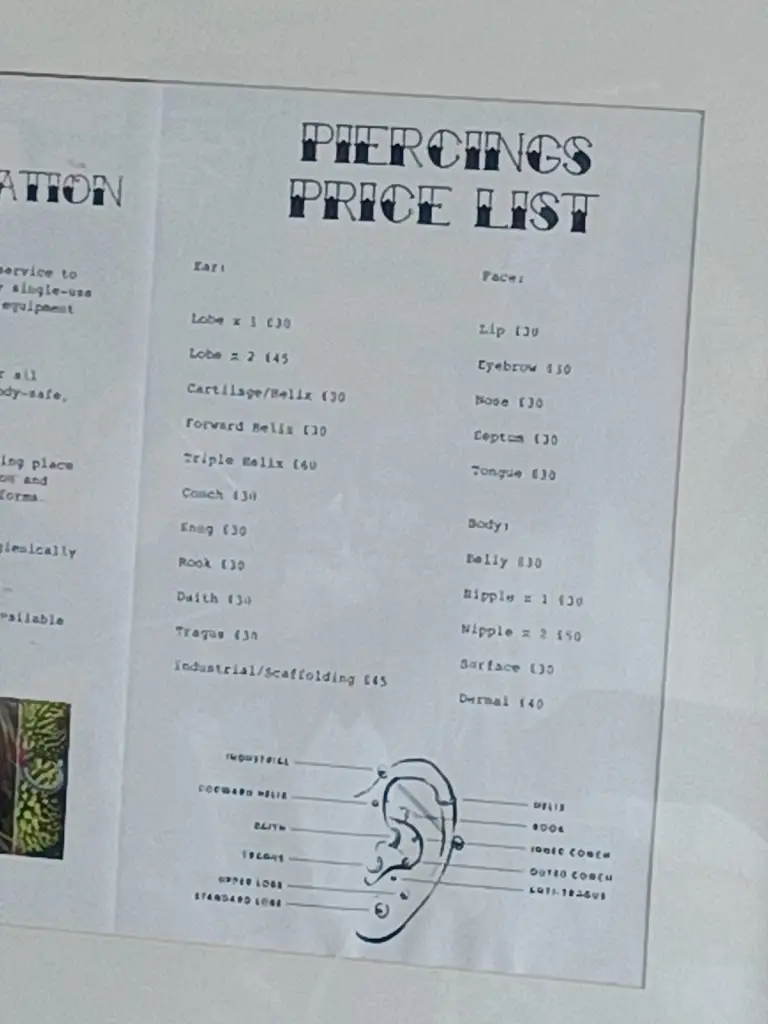 ATION
service to
single-use
equipment
all
body-safe,
ing place
on and
forms.
gienically
available
PIERCINGS
PRICE LIST
Ear:
Lobe x 1 £30
Lobe x 2 £45
Cartilage/Helix £30
Forward Helix £30
Triple Helix £60
Conch £30
Snug £30
Rook £30
Daith £30
Tragus £30
Industrial/Scaffolding £45
Face:
Lip £30
Eyebrow £30
Nose £30
Septum £30
Tongue £30
Body:
Belly £30
Nipple x 1 £30
Nipple x 2 £50
Surface £30
Dermal £40
INDUSTRIAL
FORWARD HELIX
DAITH
TRAGUS
UPPER LOBE
STANDARD LOBE
HELIX
ROOK
INNER CONCH
OUTER CONCH
ANTI-TRAGUS